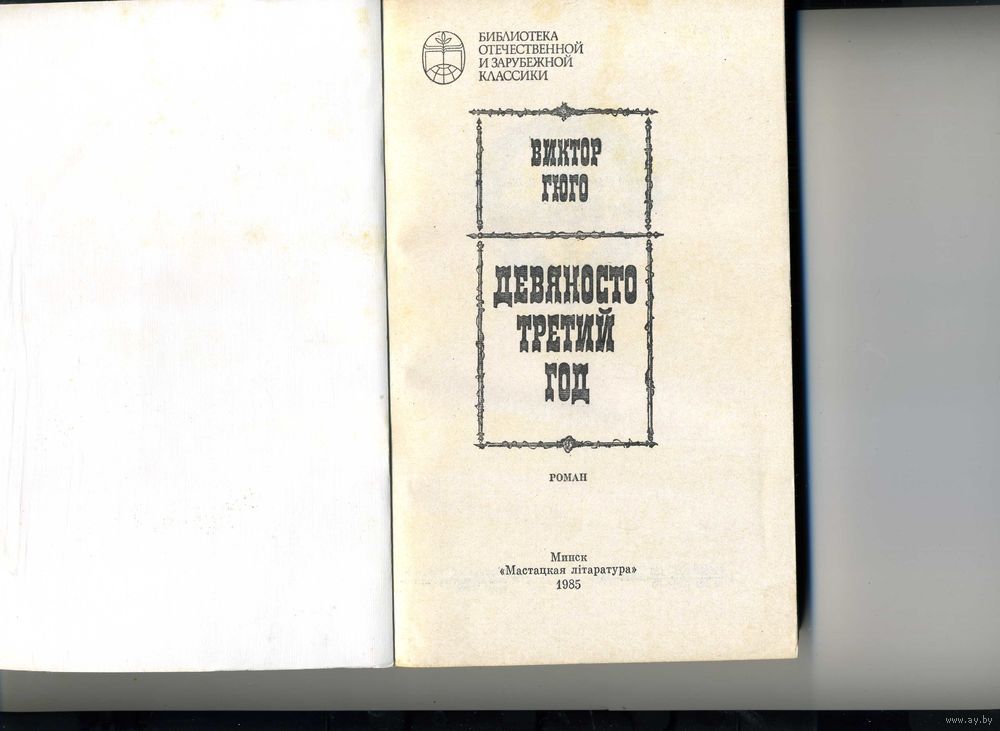 БИБЛИОТЕКА
ОТЕЧЕСТВЕННОЙ
И ЗАРУБЕЖНОЙ
КЛАССИКИ
ВИКТОР
ГЮГО
ДЕВЯНОСТО
ТРЕТИЙ
ГОД
РОМАН
Минск
«Мастацкая літаратура»
1985
www.ay.by